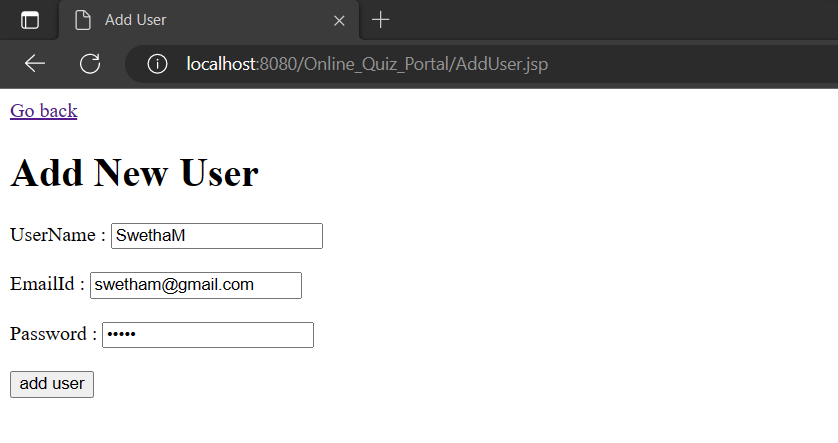 Add User
localhost:8080/Online_Quiz_Portal/AddUser.jsp
Go back
Add New User
UserName : SwethaM
EmailId : swetham@gmail.com
Password : •••••
add user